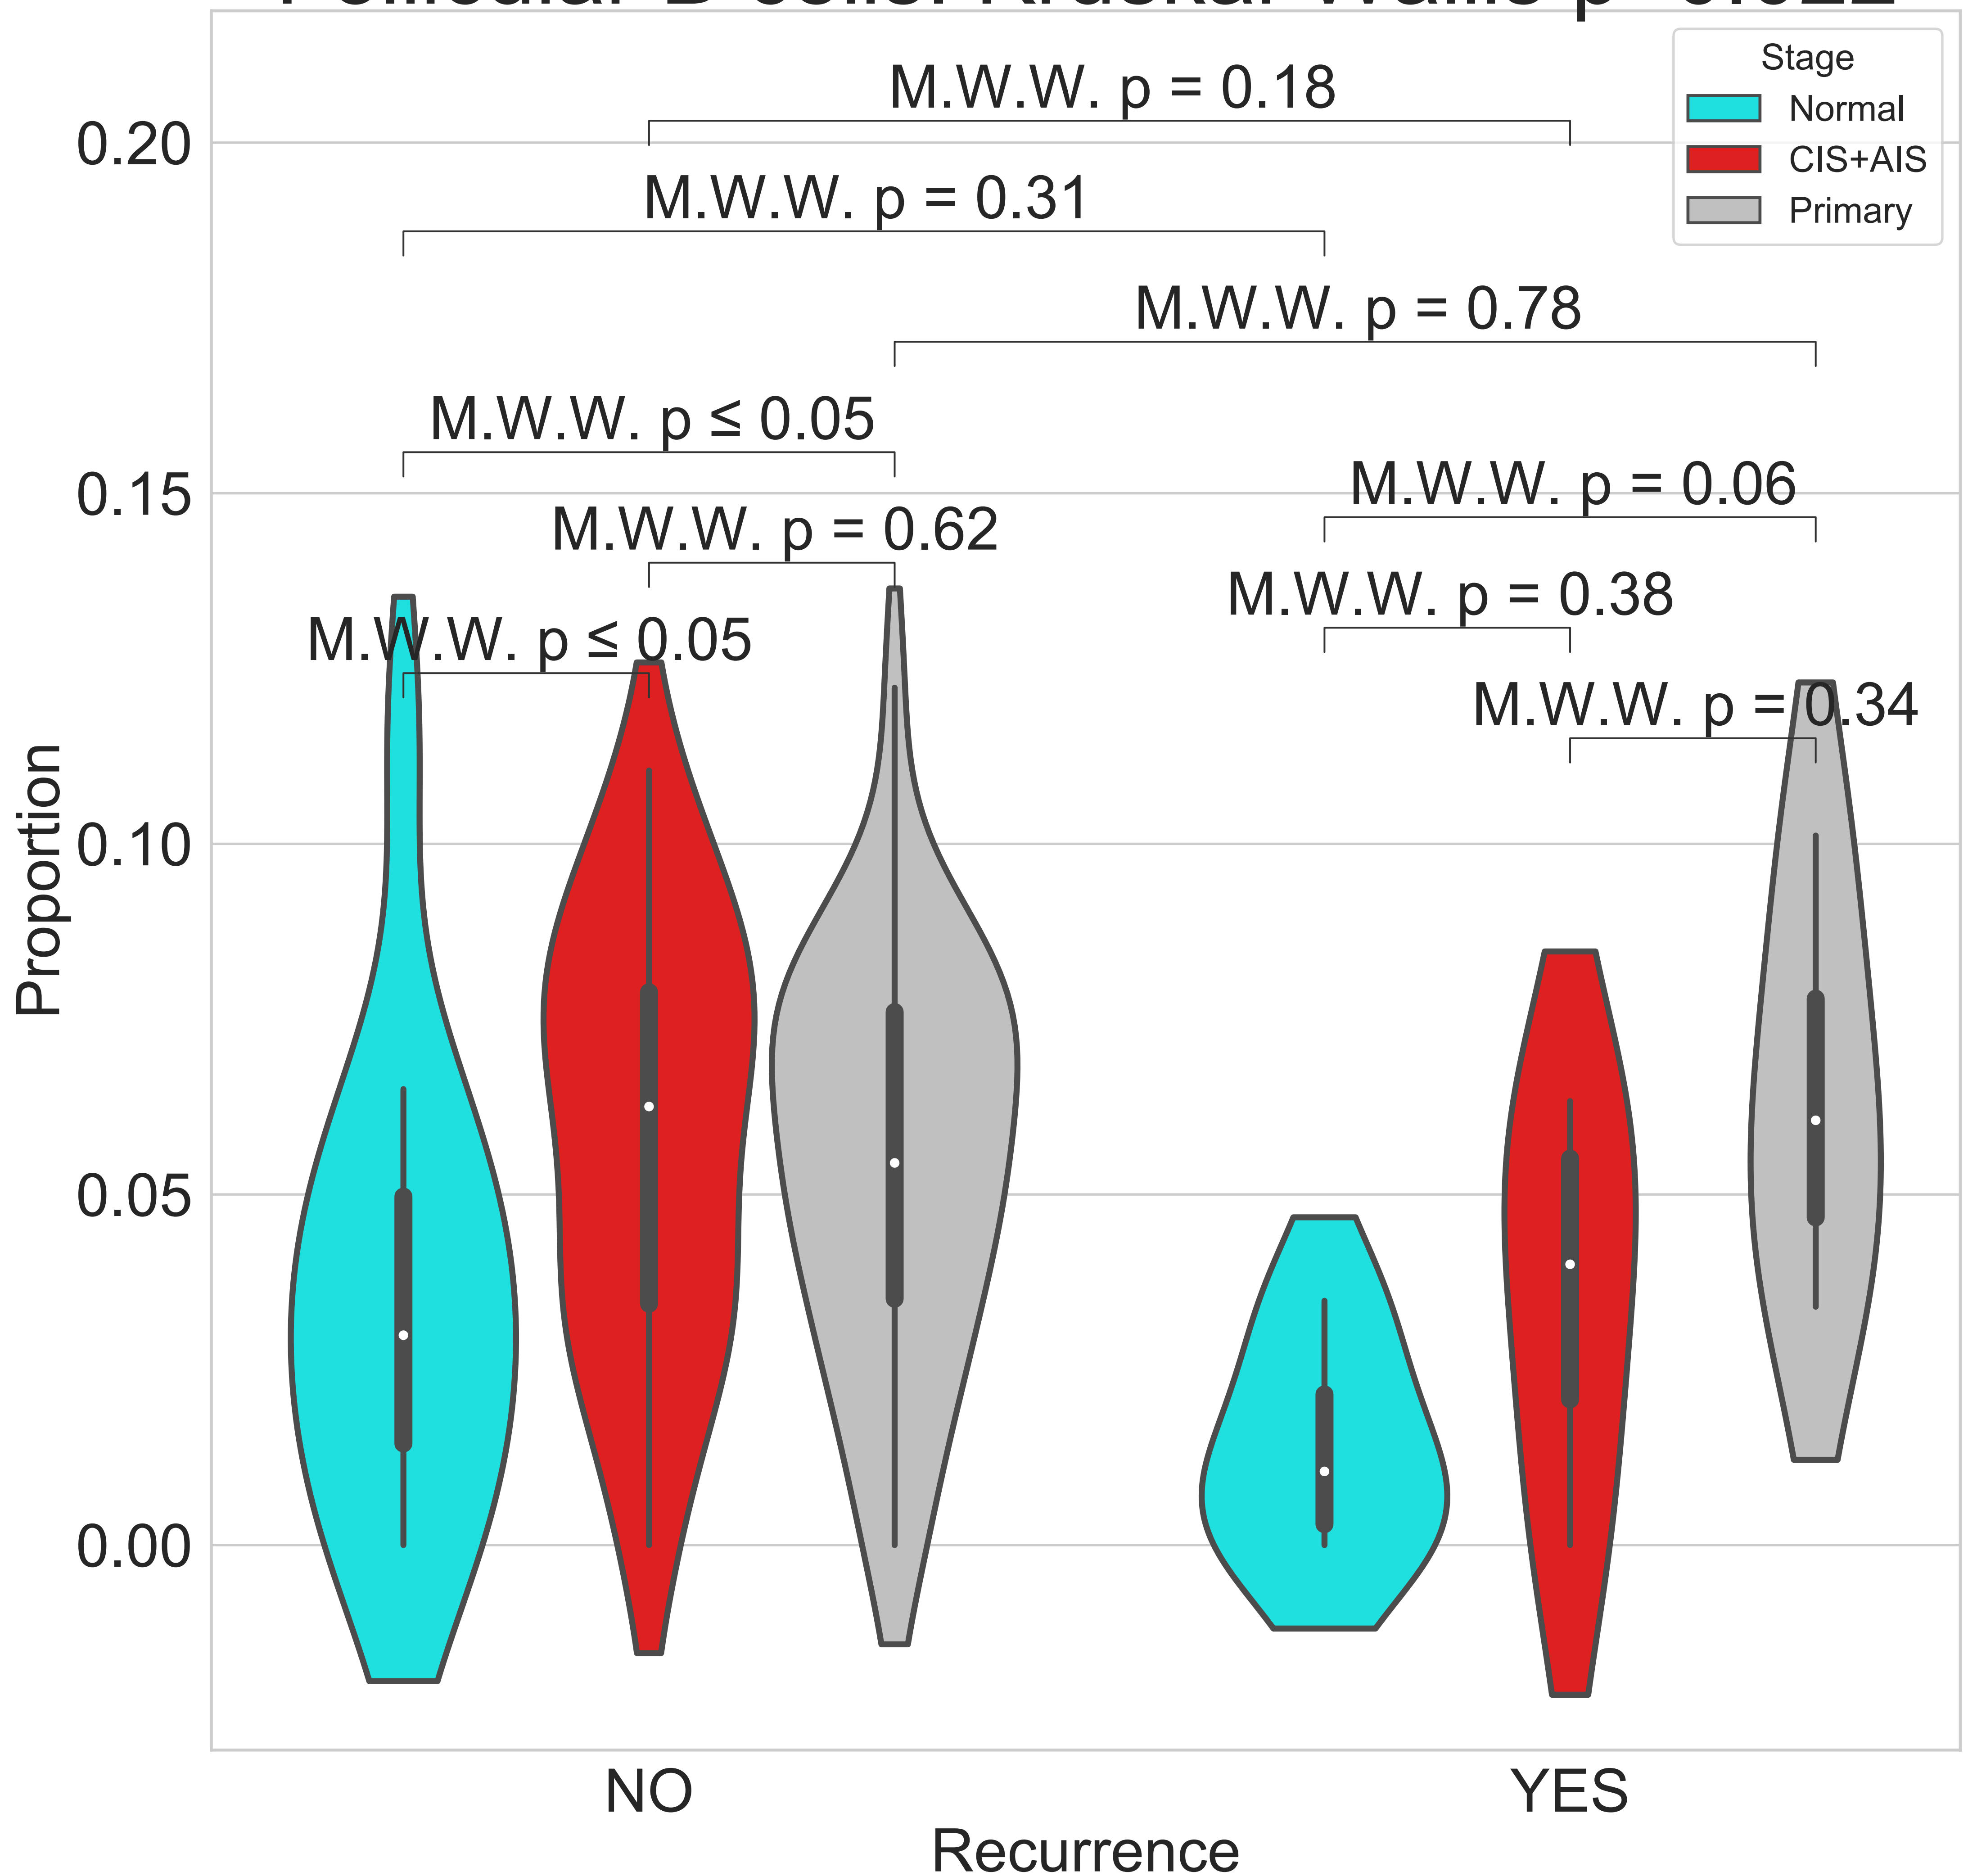 Stage
Normal
CIS+AIS
Primary
M.W.W. p = 0.18
M.W.W. p = 0.31
M.W.W. p = 0.78
M.W.W. p ≤ 0.05
M.W.W. p = 0.06
M.W.W. p = 0.62
M.W.W. p = 0.38
M.W.W. p ≤ 0.05
M.W.W. p = 0.34
0.20
0.15
0.10
0.05
0.00
Proportion
NO
YES
Recurrence